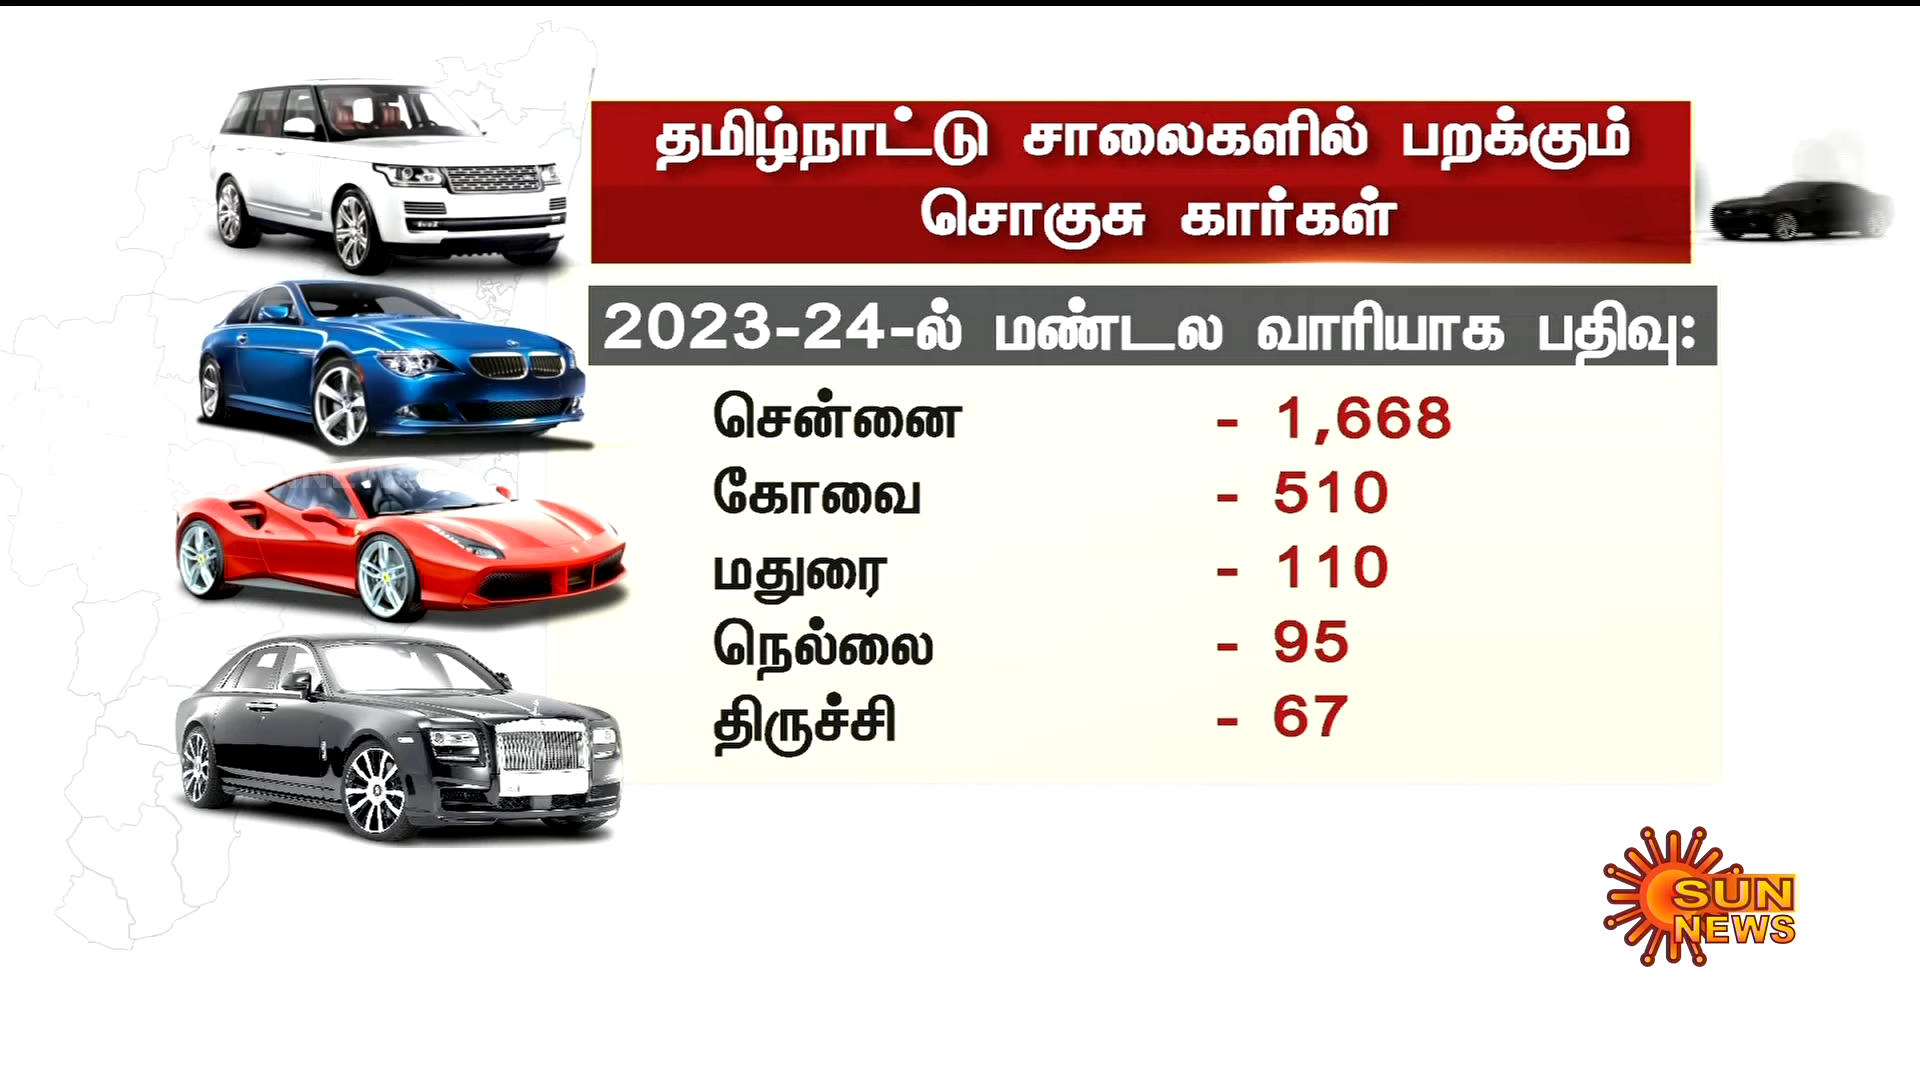 தமிழ்நாட்டு சாலைகளில் பறக்கும்
சொகுசு கார்கள்
2023-24-ல் மண்டல வாரியாக பதிவு:
சென்னை - 1,668
கோவை - 510
மதுரை - 110
நெல்லை - 95
திருச்சி - 67
SUN
NEWS